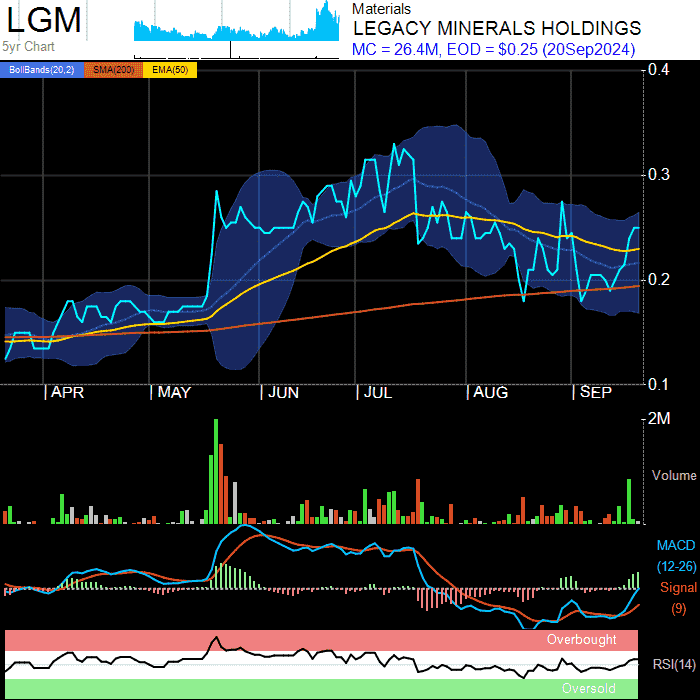 LGM
5yr Chart
Materials
LEGACY MINERALS HOLDINGS
MC = 26.4M, EOD = $0.25 (20Sep2024)
BollBands(20,2) SMA(200) EMA(50)
0.4
0.3
0.2
0.1
APR MAY JUN JUL AUG SEP
2M
Volume
MACD
(12-26)
Signal
(9)
Overbought
RSI(14)
Oversold